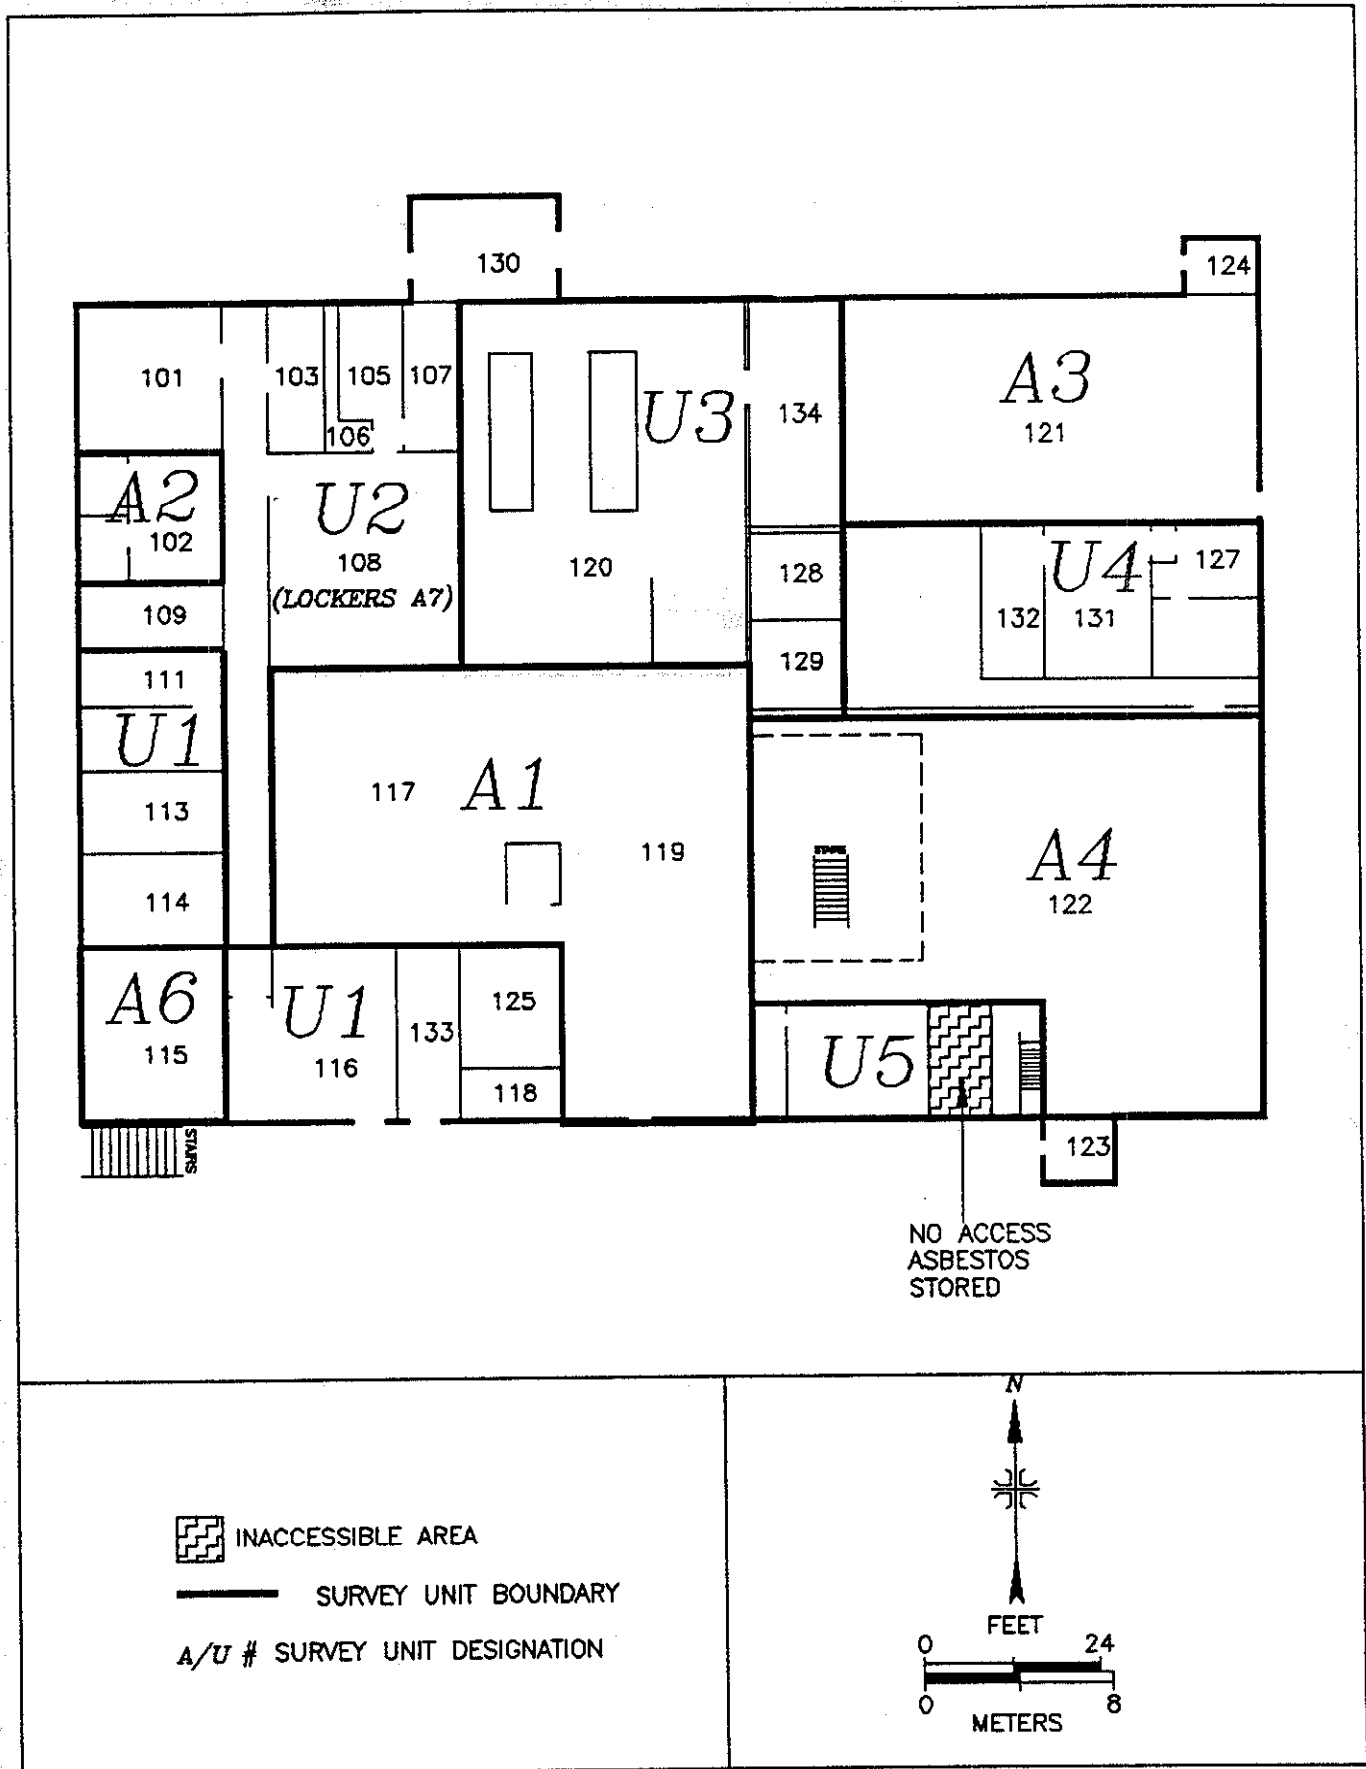 130
124
101
103
105
107
106
U3
134
A3
121
A2
102
U2
108
(LOCKERS A7)
120
128
U4
127
132
131
109
129
111
U1
113
117
A1
119
114
STAIRS
A4
122
A6
115
U1
116
133
125
118
U5
123
STAIRS
NO ACCESS
ASBESTOS
STORED
N
INACCESSIBLE AREA
SURVEY UNIT BOUNDARY
A/U # SURVEY UNIT DESIGNATION
FEET
0 24
0 8
METERS